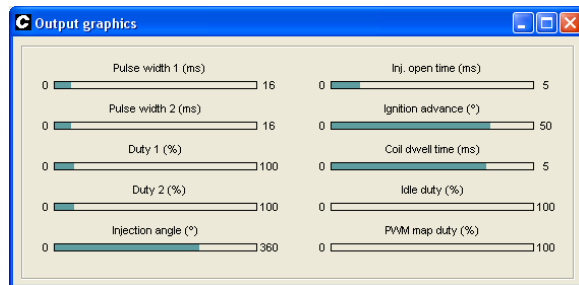 C Output graphics
Pulse width 1 (ms)
0 16
Pulse width 2 (ms)
0 16
Duty 1 (%)
0 100
Duty 2 (%)
0 100
Injection angle (º)
0 360
Inj. open time (ms)
0 5
Ignition advance (º)
0 50
Coil dwell time (ms)
0 5
Idle duty (%)
0 100
PWM map duty (%)
0 100